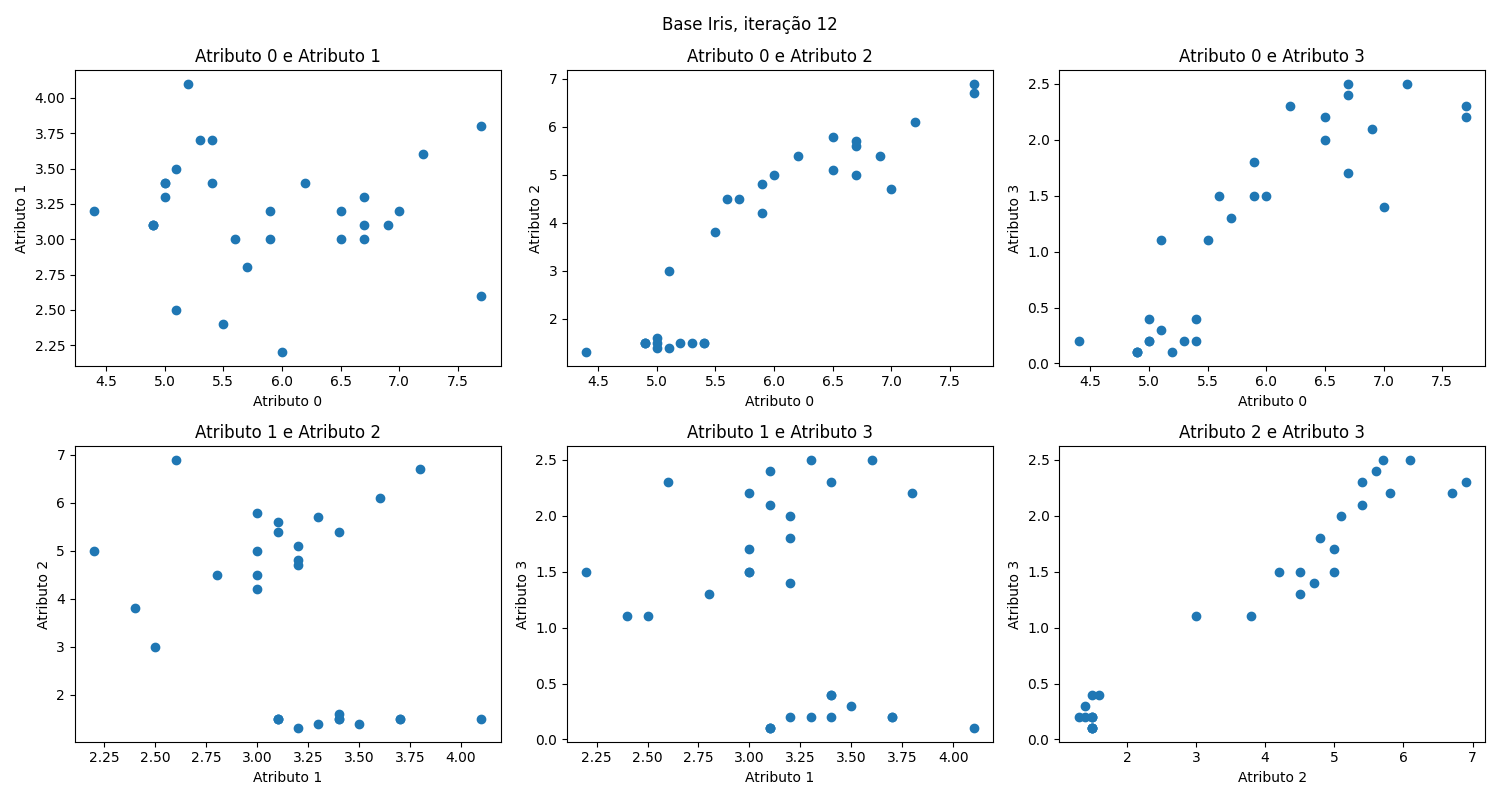 Base Iris, iteração 12
Atributo 0 e Atributo 1
Atributo 1
4.00
3.75
3.50
3.25
3.00
2.75
2.50
2.25
4.5 5.0 5.5 6.0 6.5 7.0 7.5
Atributo 0
Atributo 0 e Atributo 2
Atributo 2
7
6
5
4
3
2
4.5 5.0 5.5 6.0 6.5 7.0 7.5
Atributo 0
Atributo 0 e Atributo 3
Atributo 3
2.5
2.0
1.5
1.0
0.5
0.0
4.5 5.0 5.5 6.0 6.5 7.0 7.5
Atributo 0
Atributo 1 e Atributo 2
Atributo 2
7
6
5
4
3
2
2.25 2.50 2.75 3.00 3.25 3.50 3.75 4.00
Atributo 1
Atributo 1 e Atributo 3
Atributo 3
2.5
2.0
1.5
1.0
0.5
0.0
2.25 2.50 2.75 3.00 3.25 3.50 3.75 4.00
Atributo 1
Atributo 2 e Atributo 3
Atributo 3
2.5
2.0
1.5
1.0
0.5
0.0
2 3 4 5 6 7
Atributo 2